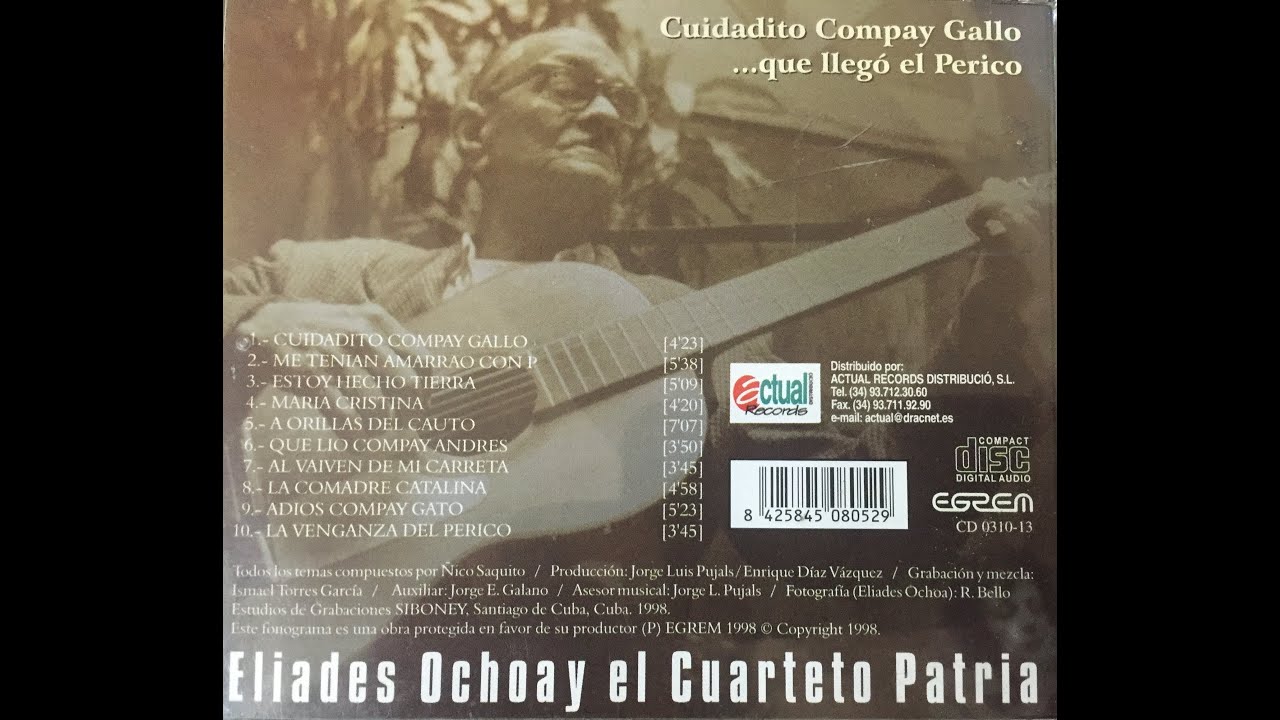 Cuidadito Compay Gallo
...que llegó el Perico
1.- CUIDADITO COMPAY GALLO [4'23]
2.- ME TENIAN AMARRAO CON P [5'38]
3.- ESTOY HECHO TIERRA [5'09]
4.- MARIA CRISTINA [4'20]
5.- A ORILLAS DEL CAUTO [7'07]
6.- QUE LIO COMPAY ANDRES [3'50]
7.- AL VAIVEN DE MI CARRETA [3'45]
8.- LA COMADRE CATALINA [4'58]
9.- ADIOS COMPAY GATO [5'23]
10.- LA VENGANZA DEL PERICO [3'45]
actual
Records
Distribuido por:
ACTUAL RECORDS DISTRIBUCIÓ, S.L.
Tel. (34) 93.712.30.60
Fax. (34) 93.711.92.90
e-mail: actual@dracnet.es
COMPACT
disc
DIGITAL AUDIO
EGREM
CD 0310-13
8 425845 080529
Todos los temas compuestos por Ñico Saquito / Producción: Jorge Luis Pujals/Enrique Díaz Vázquez / Grabación y mezcla:
Ismael Torres García / Auxiliar: Jorge E. Galano / Asesor musical: Jorge L. Pujals / Fotografía (Eliades Ochoa): R. Bello
Estudios de Grabaciones SIBONEY, Santiago de Cuba, Cuba. 1998.
Este fonograma es una obra protegida en favor de su productor (P) EGREM 1998 © Copyright 1998.
Eliades Ochoay el Cuarteto Patria